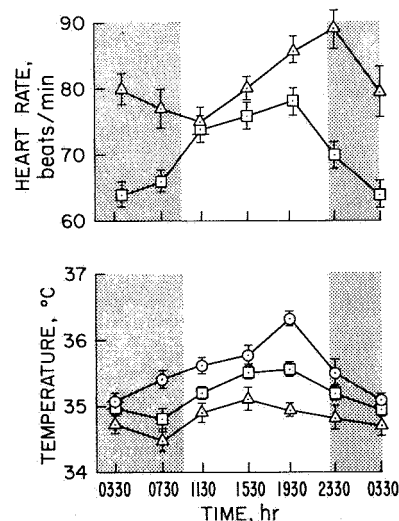 HEART RATE,
beats/min
90
80
70
60
TEMPERATURE, °C
37
36
35
34
0330 0730 1130 1530 1930 2330 0330
TIME, hr